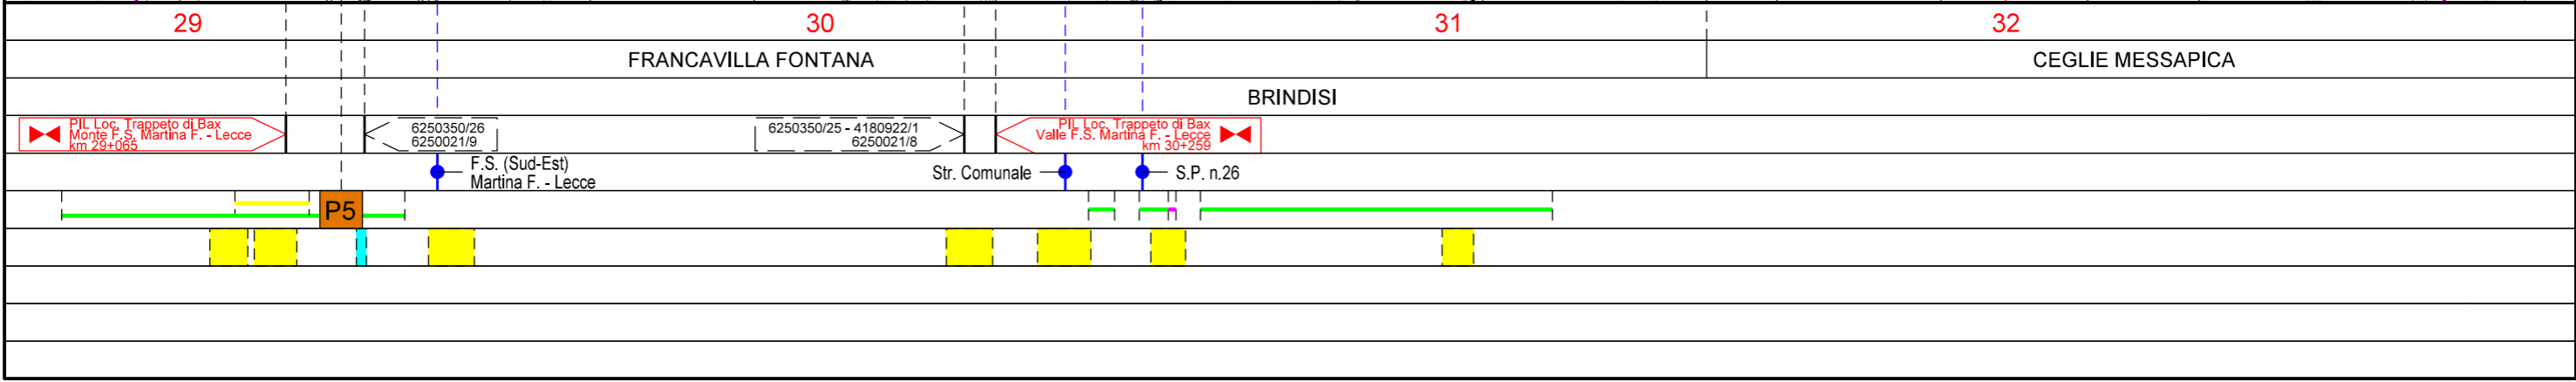 29 30 31 32
FRANCAVILLA FONTANA CEGLIE MESSAPICA
BRINDISI
PIL Loc. Trappeto di Bax
Monte F.S. Martina F. - Lecce
km 29+065
6250350/26
6250021/9
6250350/25 - 4180922/1
6250021/8
PIL Loc. Trappeto di Bax
Valle F.S. Martina F. - Lecce
km 30+259
F.S. (Sud-Est)
Martina F. - Lecce
Str. Comunale
S.P. n.26
P5